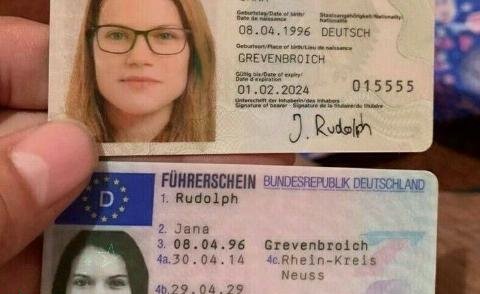 Geburtstag/Date of birth/ Staatsangehörigkeit/Nationality/
Date de naissance Nationalité
08.04.1996 DEUTSCH
Geburtsort/Place of birth/Lieu de naissance
GREVENBROICH
Gültig bis/Date of expiry/
Date d'expiration
01.02.2024 015555
Unterschrift der Inhaberin/des Inhabers
Signature of bearer · Signature de la titulaire/du titulaire
J. Rudolph
FÜHRERSCHEIN BUNDESREPUBLIK DEUTSCHLAND
D
1. Rudolph
2. Jana
3. 08.04.96 Grevenbroich
4a.30.04.14 4c.Rhein-Kreis
Neuss
4b.29.04.29